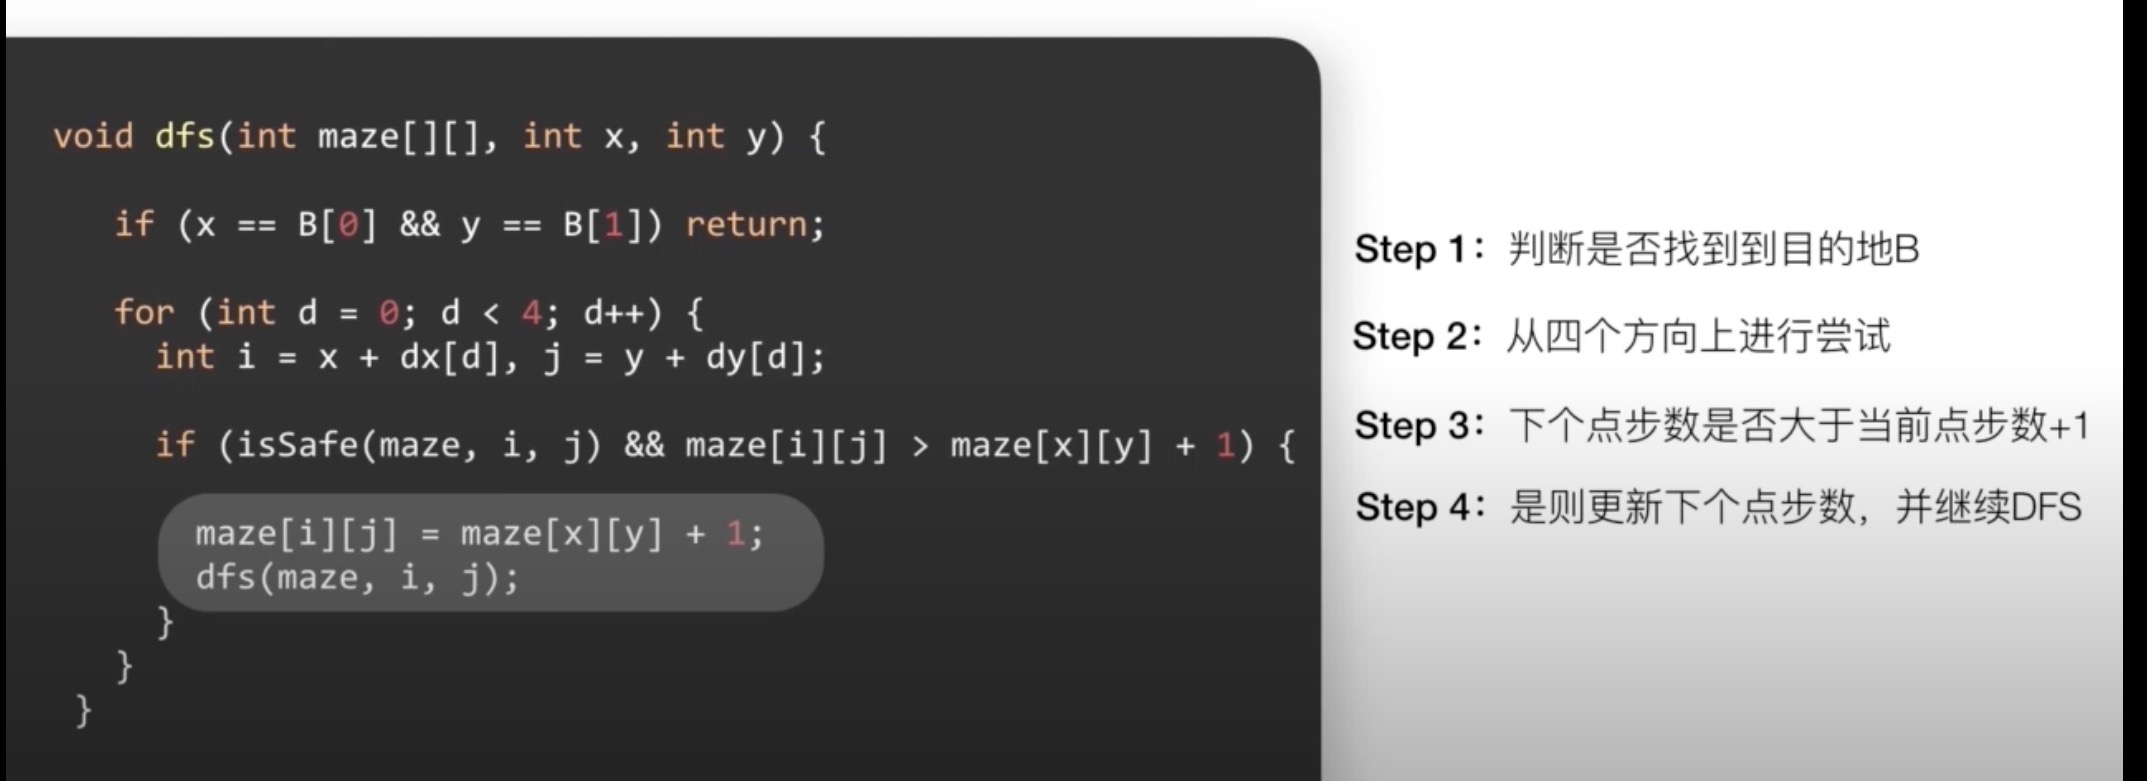 void dfs(int maze[][], int x, int y) {
if (x == B[0] && y == B[1]) return;
for (int d = 0; d < 4; d++) {
int i = x + dx[d], j = y + dy[d];
if (isSafe(maze, i, j) && maze[i][j] > maze[x][y] + 1) {
maze[i][j] = maze[x][y] + 1;
dfs(maze, i, j);
}
}
}
Step 1：判断是否找到到目的地B
Step 2：从四个方向上进行尝试
Step 3：下个点步数是否大于当前点步数+1
Step 4：是则更新下个点步数，并继续DFS